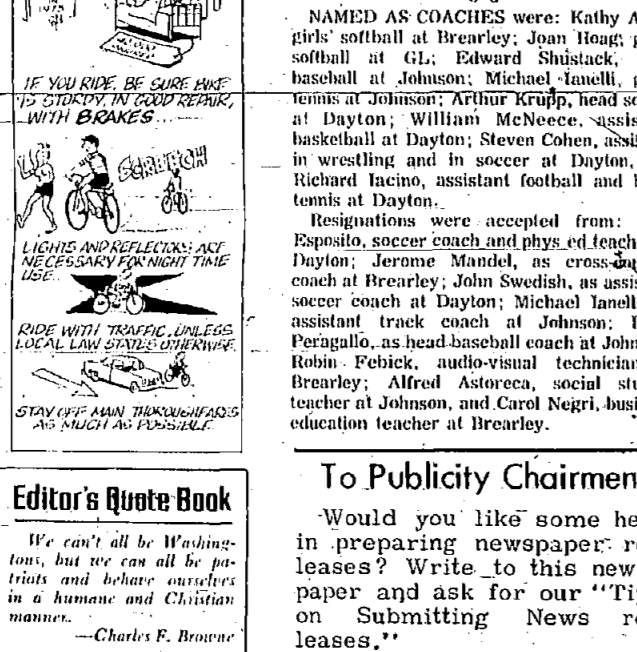 IF YOU RIDE, BE SURE BIKE
IS STURDY, IN GOOD REPAIR,
WITH BRAKES...
SCREETCH
LIGHTS AND REFLECTORS ARE
NECESSARY FOR NIGHT TIME
USE..
RIDE WITH TRAFFIC, UNLESS
LOCAL LAW STATES OTHERWISE.
STAY OFF MAIN THOROUGHFARES
AS MUCH AS POSSIBLE.
Editor's Quote Book
We can't all be Washing-
tons, but we can all be pa-
triots and behave ourselves
in a humane and Christian
manner.
—Charles F. Browne
NAMED AS COACHES were: Kathy A
girls' softball at Brearley; Joan Hoag,
softball at GL; Edward Shustack,
baseball at Johnson; Michael Ianelli,
tennis at Johnson; Arthur Krupp, head so
at Dayton; William McNeece, assis
basketball at Dayton; Steven Cohen, assis
in wrestling and in soccer at Dayton,
Richard Iacino, assistant football and
tennis at Dayton.
Resignations were accepted from:
Esposito, soccer coach and phys ed teach
Dayton; Jerome Mandel, as cross
coach at Brearley; John Swedish, as assis
soccer coach at Dayton; Michael Ianell
assistant track coach at Johnson;
Peragallo, as head baseball coach at John
Robin Febick, audio-visual technician
Brearley; Alfred Astoreca, social stu
teacher at Johnson, and Carol Negri, busi
education teacher at Brearley.
To Publicity Chairmen
Would you like some he
in preparing newspaper re
leases? Write to this new
paper and ask for our "Ti
on Submitting News re
leases."